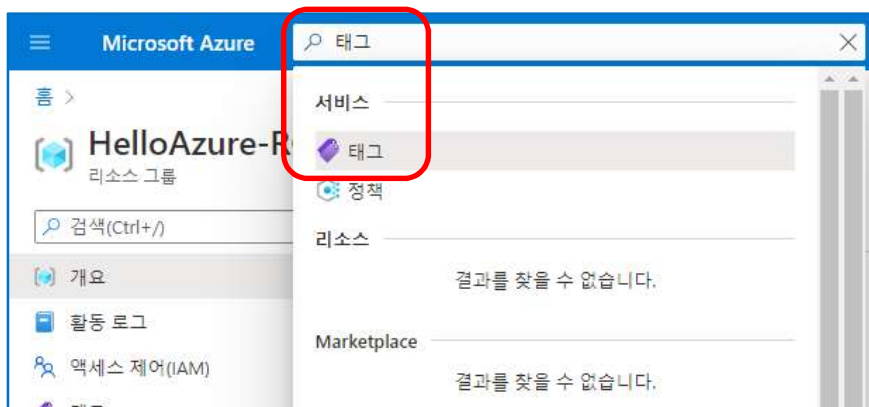 Microsoft Azure
태그
홈 >
HelloAzure-R
리소스 그룹
검색(Ctrl+/)
개요
활동 로그
액세스 제어(IAM)
서비스
태그
정책
리소스
결과를 찾을 수 없습니다.
Marketplace
결과를 찾을 수 없습니다.